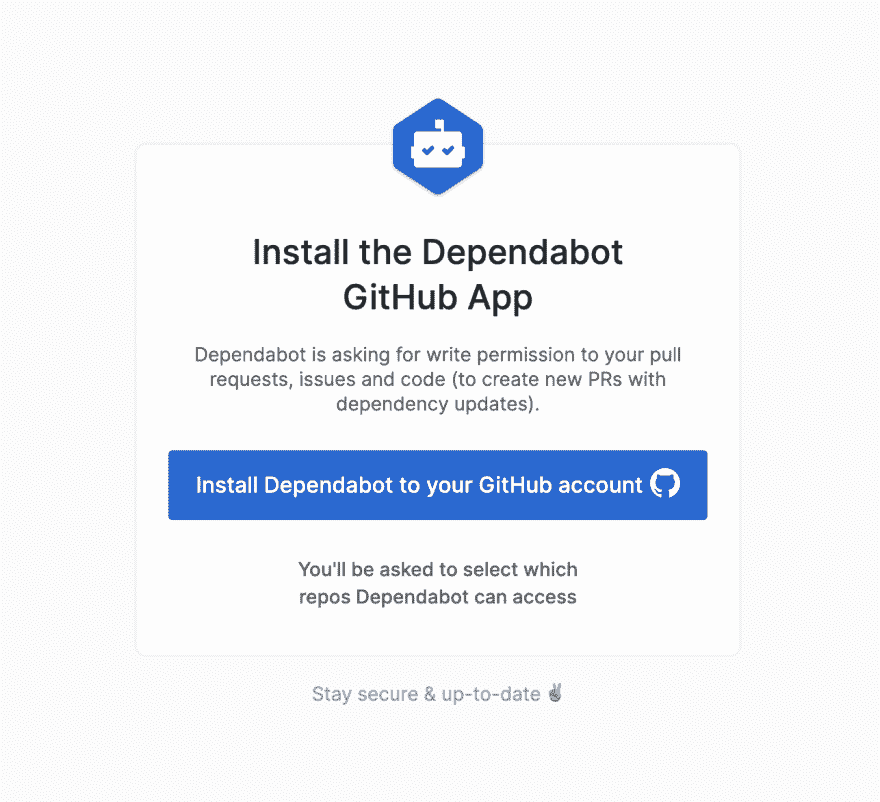 Install the Dependabot
GitHub App
Dependabot is asking for write permission to your pull
requests, issues and code (to create new PRs with
dependency updates).
Install Dependabot to your GitHub account
You'll be asked to select which
repos Dependabot can access
Stay secure & up-to-date ✌